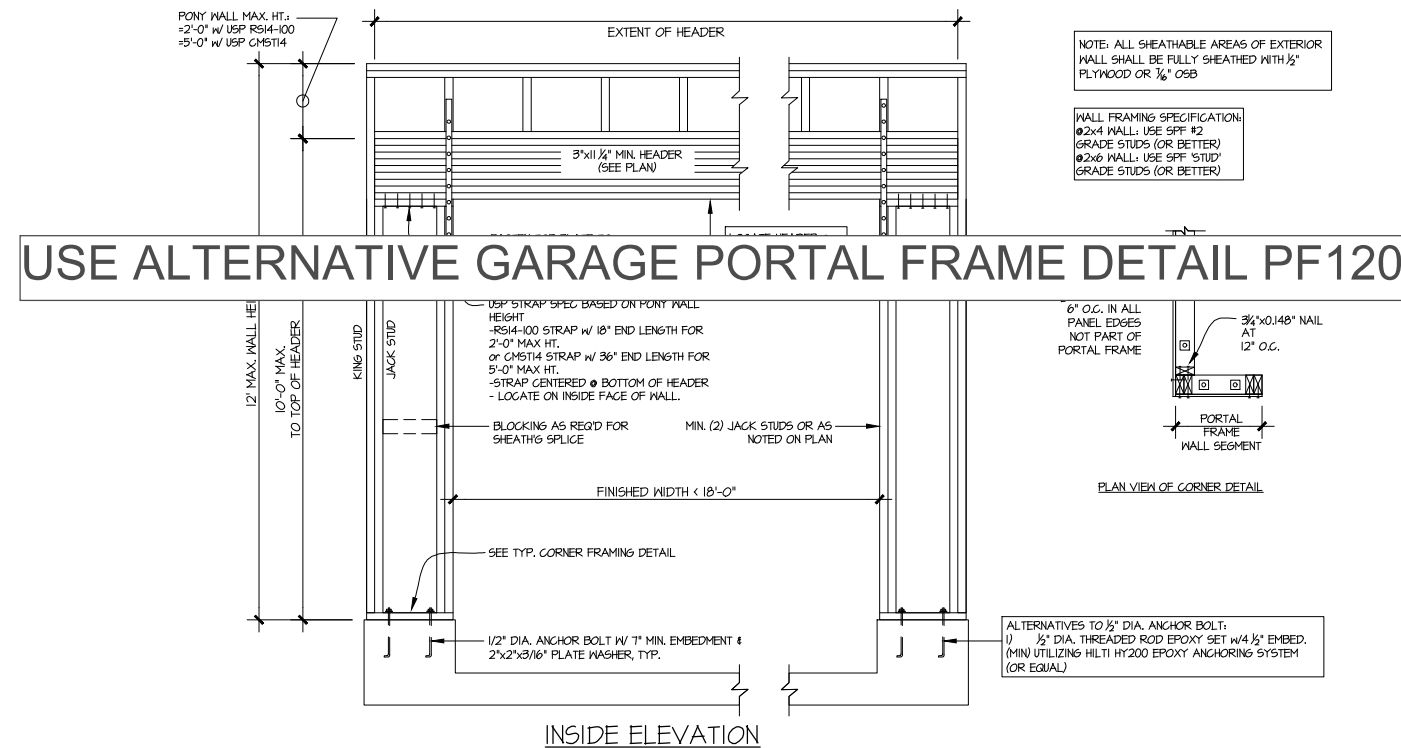 PONY WALL MAX. HT.:
=2'-0" W/ USP RS14-100
=5'-0" W/ USP CMST14
EXTENT OF HEADER
NOTE: ALL SHEATHABLE AREAS OF EXTERIOR
WALL SHALL BE FULLY SHEATHED WITH 1/2"
PLYWOOD OR 7/16" OSB
WALL FRAMING SPECIFICATION:
@2x4 WALL: USE SPF #2
GRADE STUDS (OR BETTER)
@2x6 WALL: USE SPF 'STUD'
GRADE STUDS (OR BETTER)
3"x11 1/4" MIN. HEADER
(SEE PLAN)
USE ALTERNATIVE GARAGE PORTAL FRAME DETAIL PF120
12' MAX. WALL
10'-0" MAX.
TO TOP OF HEADER
KING STUD
JACK STUD
USP STRAP SPEC BASED ON PONY WALL
HEIGHT
-RS14-100 STRAP W/ 18" END LENGTH FOR
2'-0" MAX HT.
or CMST14 STRAP W/ 36" END LENGTH FOR
5'-0" MAX HT.
-STRAP CENTERED @ BOTTOM OF HEADER
- LOCATE ON INSIDE FACE OF WALL.
6" O.C. IN ALL
PANEL EDGES
NOT PART OF
PORTAL FRAME
3 1/4"x0.148" NAIL
AT
12" O.C.
BLOCKING AS REQ'D FOR
SHEATH'G SPLICE
MIN. (2) JACK STUDS OR AS
NOTED ON PLAN
PORTAL
FRAME
WALL SEGMENT
PLAN VIEW OF CORNER DETAIL
FINISHED WIDTH < 18'-0"
SEE TYP. CORNER FRAMING DETAIL
1/2" DIA. ANCHOR BOLT W/ 7" MIN. EMBEDMENT &
2"x2"x3/16" PLATE WASHER, TYP.
ALTERNATIVES TO 1/2" DIA. ANCHOR BOLT:
1) 1/2" DIA. THREADED ROD EPOXY SET W/4 1/2" EMBED.
(MIN) UTILIZING HILTI HY200 EPOXY ANCHORING SYSTEM
(OR EQUAL)
INSIDE ELEVATION